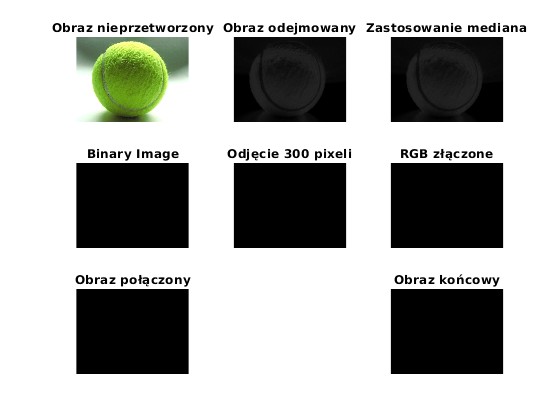 Obraz nieprzetworzony
Obraz odejmowany
Zastosowanie mediana
Binary Image
Odjęcie 300 pixeli
RGB złączone
Obraz połączony
Obraz końcowy